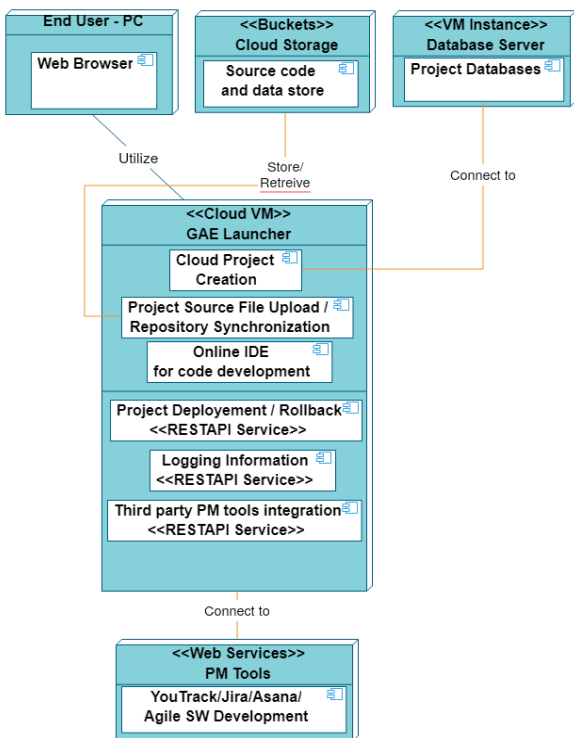 End User - PC
Web Browser
<<Buckets>>
Cloud Storage
Source code
and data store
<<VM Instance>>
Database Server
Project Databases
Utilize
Store/
Retreive
Connect to
<<Cloud VM>>
GAE Launcher
Cloud Project
Creation
Project Source File Upload /
Repository Synchronization
Online IDE
for code development
Project Deployement / Rollback
<<RESTAPI Service>>
Logging Information
<<RESTAPI Service>>
Third party PM tools integration
<<RESTAPI Service>>
Connect to
<<Web Services>>
PM Tools
YouTrack/Jira/Asana/
Agile SW Development